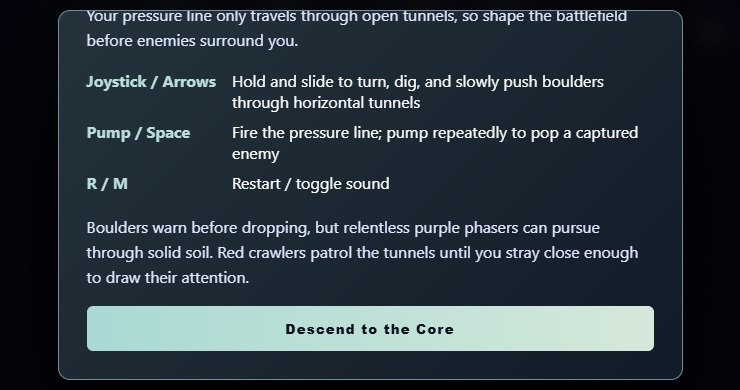 Your pressure line only travels through open tunnels, so shape the battlefield
before enemies surround you.
Joystick / Arrows Hold and slide to turn, dig, and slowly push boulders
through horizontal tunnels
Pump / Space Fire the pressure line; pump repeatedly to pop a captured
enemy
R / M Restart / toggle sound
Boulders warn before dropping, but relentless purple phasers can pursue
through solid soil. Red crawlers patrol the tunnels until you stray close enough
to draw their attention.
Descend to the Core